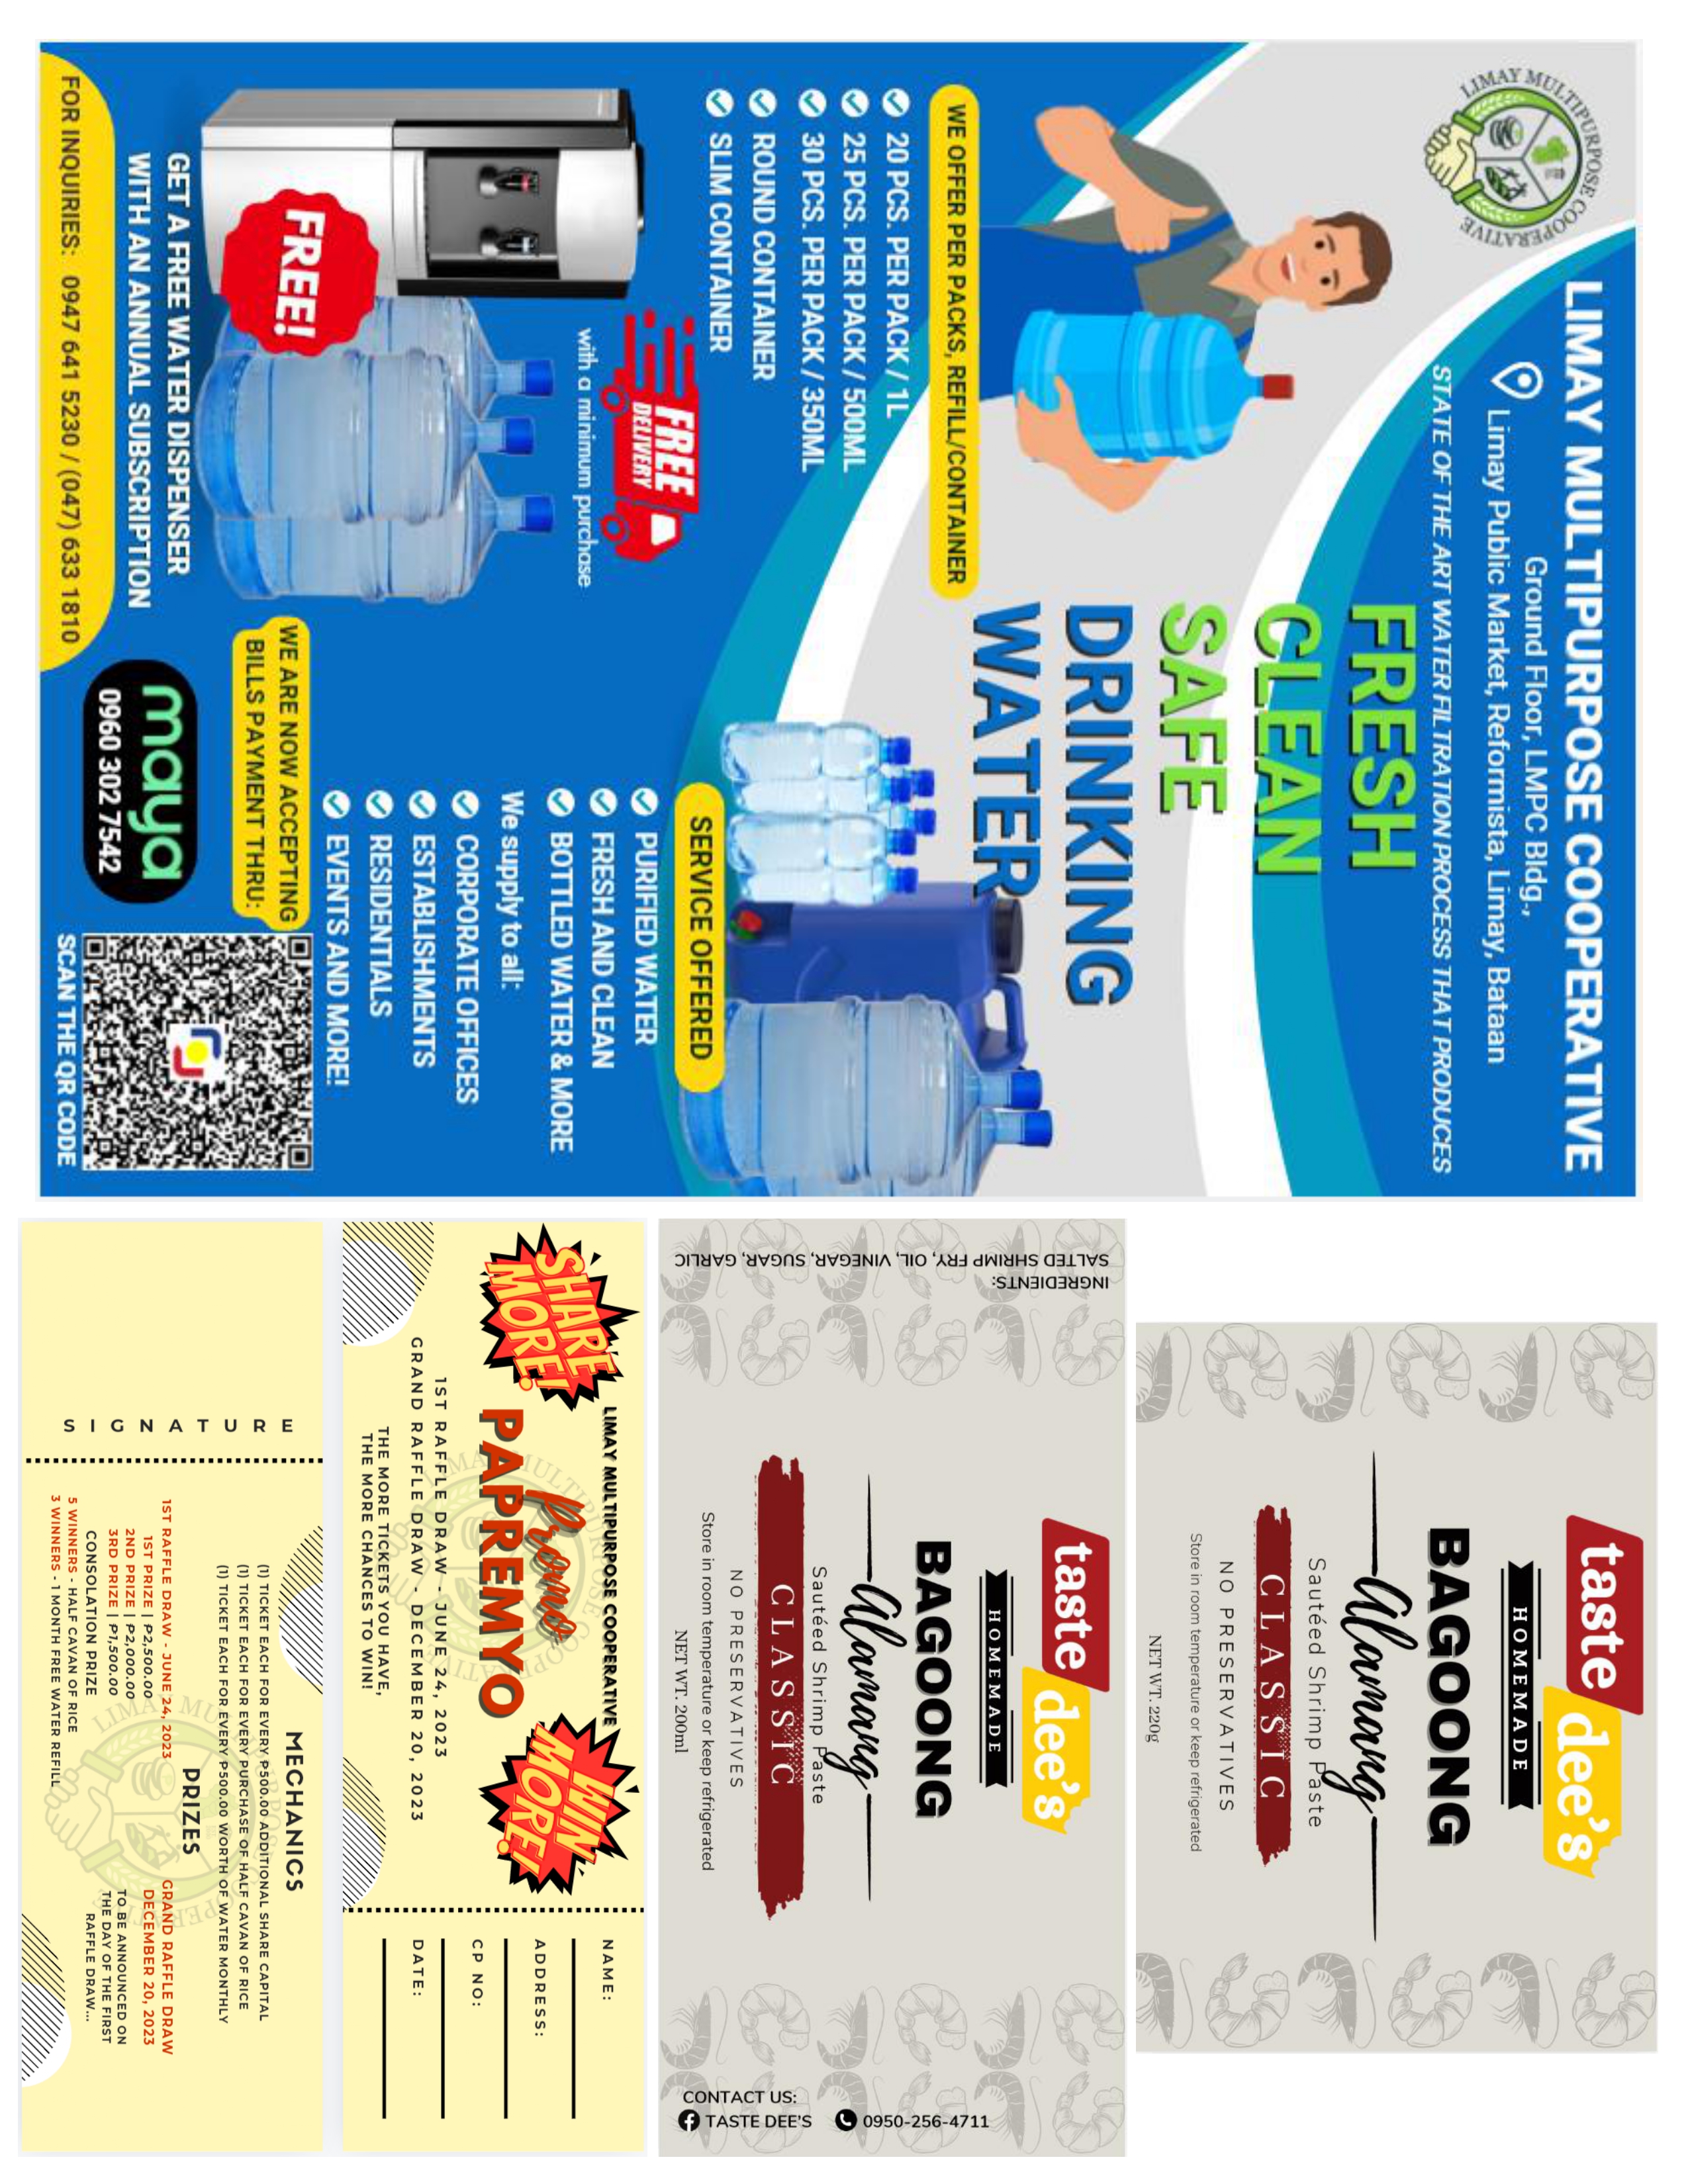 LIMAY MULTIPURPOSE COOPERATIVE
LIMAY MULTIPURPOSE COOPERATIVE
Ground Floor, LMPC Bldg.,
Limay Public Market, Reformista, Limay, Bataan
STATE OF THE ART WATER FILTRATION PROCESS THAT PRODUCES
FRESH
CLEAN
SAFE
DRINKING
WATER
WE OFFER PER PACKS, REFILL/CONTAINER
20 PCS. PER PACK / 1L
25 PCS. PER PACK / 500ML
30 PCS. PER PACK / 350ML
ROUND CONTAINER
SLIM CONTAINER
FREE
DELIVERY
with a minimum purchase
SERVICE OFFERED
PURIFIED WATER
FRESH AND CLEAN
BOTTLED WATER & MORE
We supply to all:
CORPORATE OFFICES
ESTABLISHMENTS
RESIDENTIALS
EVENTS AND MORE!
FREE!
GET A FREE WATER DISPENSER
WITH AN ANNUAL SUBSCRIPTION
WE ARE NOW ACCEPTING
BILLS PAYMENT THRU:
maya
0960 302 7542
SCAN THE QR CODE
FOR INQUIRIES: 0947 641 5230 / (047) 633 1810
taste
dee's
HOMEMADE
BAGOONG
Alamang
Sautéed Shrimp Paste
CLASSIC
NO PRESERVATIVES
Store in room temperature or keep refrigerated
NET WT. 220g
INGREDIENTS:
SALTED SHRIMP FRY, OIL, VINEGAR, SUGAR, GARLIC
taste
dee's
HOMEMADE
BAGOONG
Alamang
Sautéed Shrimp Paste
CLASSIC
NO PRESERVATIVES
Store in room temperature or keep refrigerated
NET WT. 200ml
CONTACT US:
TASTE DEE'S 0950-256-4711
SHARE
MORE!
LIMAY MULTIPURPOSE COOPERATIVE
Promo
PAPREMYO
WIN
MORE!
1ST RAFFLE DRAW - JUNE 24, 2023
GRAND RAFFLE DRAW - DECEMBER 20, 2023
THE MORE TICKETS YOU HAVE,
THE MORE CHANCES TO WIN!
LIMAY MULTIPURPOSE COOPERATIVE
NAME:
ADDRESS:
CP NO:
DATE:
SIGNATURE
MECHANICS
(1) TICKET EACH FOR EVERY P500.00 ADDITIONAL SHARE CAPITAL
(1) TICKET EACH FOR EVERY PURCHASE OF HALF CAVAN OF RICE
(1) TICKET EACH FOR EVERY P500.00 WORTH OF WATER MONTHLY
PRIZES
1ST RAFFLE DRAW - JUNE 24, 2023
1ST PRIZE | ₱2,500.00
2ND PRIZE | ₱2,000.00
3RD PRIZE | ₱1,500.00
CONSOLATION PRIZE
5 WINNERS - HALF CAVAN OF RICE
3 WINNERS - 1 MONTH FREE WATER REFILL
GRAND RAFFLE DRAW
DECEMBER 20, 2023
TO BE ANNOUNCED ON
THE DAY OF THE FIRST
RAFFLE DRAW...
LIMAY MULTIPURPOSE COOPERATIVE